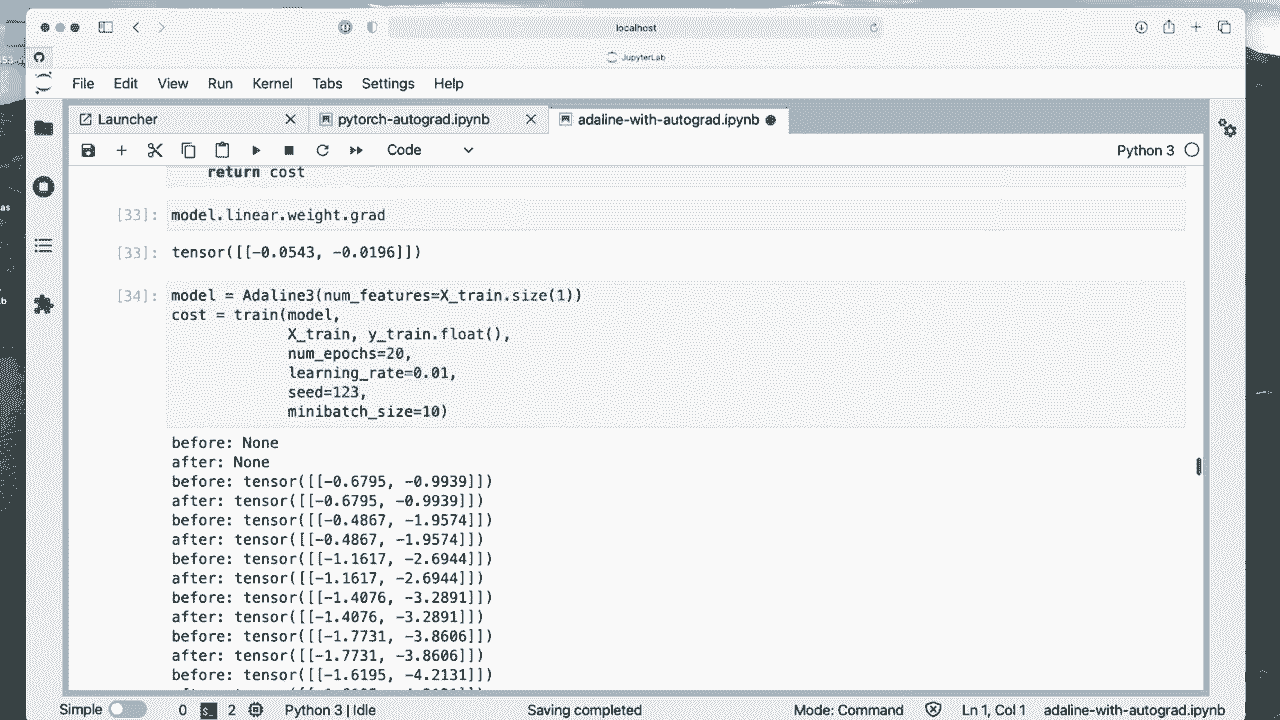 localhost
JupyterLab
File Edit View Run Kernel Tabs Settings Help
Launcher pytorch-autograd.ipynb adaline-with-autograd.ipynb
Code Python 3
return cost
[33]: model.linear.weight.grad
[33]: tensor([[-0.0543, -0.0196]])
[34]: model = Adaline3(num_features=X_train.size(1))
cost = train(model,
X_train, y_train.float(),
num_epochs=20,
learning_rate=0.01,
seed=123,
minibatch_size=10)
before: None
after: None
before: tensor([[-0.6795, -0.9939]])
after: tensor([[-0.6795, -0.9939]])
before: tensor([[-0.4867, -1.9574]])
after: tensor([[-0.4867, -1.9574]])
before: tensor([[-1.1617, -2.6944]])
after: tensor([[-1.1617, -2.6944]])
before: tensor([[-1.4076, -3.2891]])
after: tensor([[-1.4076, -3.2891]])
before: tensor([[-1.7731, -3.8606]])
after: tensor([[-1.7731, -3.8606]])
before: tensor([[-1.6195, -4.2131]])
Simple 0 2 Python 3 | Idle Saving completed Mode: Command Ln 1, Col 1 adaline-with-autograd.ipynb